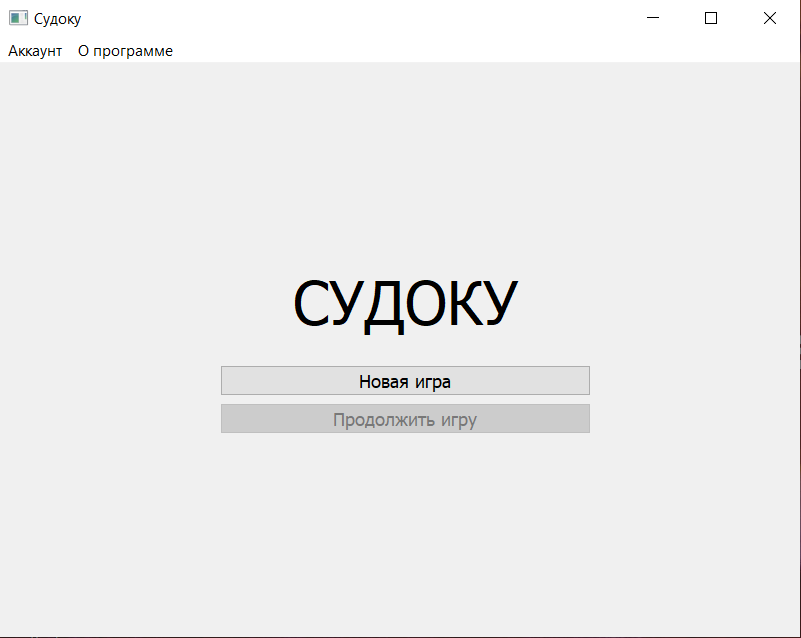 Судоку
Аккаунт О программе
СУДОКУ
Новая игра
Продолжить игру